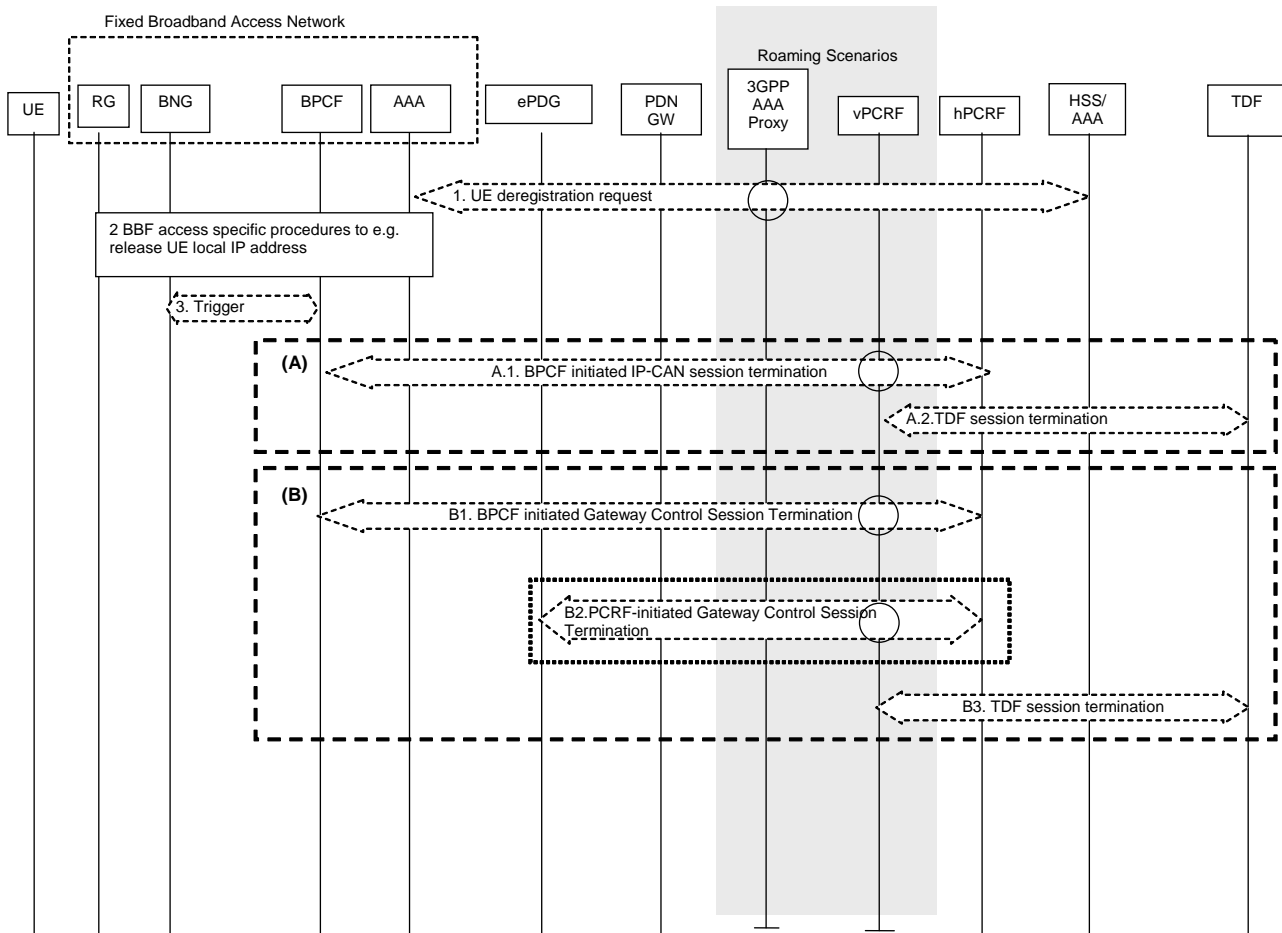 Fixed Broadband Access Network
Roaming Scenarios
UE
RG
BNG
BPCF
AAA
ePDG
PDN
GW
3GPP
AAA
Proxy
vPCRF
hPCRF
HSS/
AAA
TDF
1. UE deregistration request
2 BBF access specific procedures to e.g.
release UE local IP address
3. Trigger
(A)
A.1. BPCF initiated IP-CAN session termination
A.2.TDF session termination
(B)
B1. BPCF initiated Gateway Control Session Termination
B2.PCRF-initiated Gateway Control Session
Termination
B3. TDF session termination